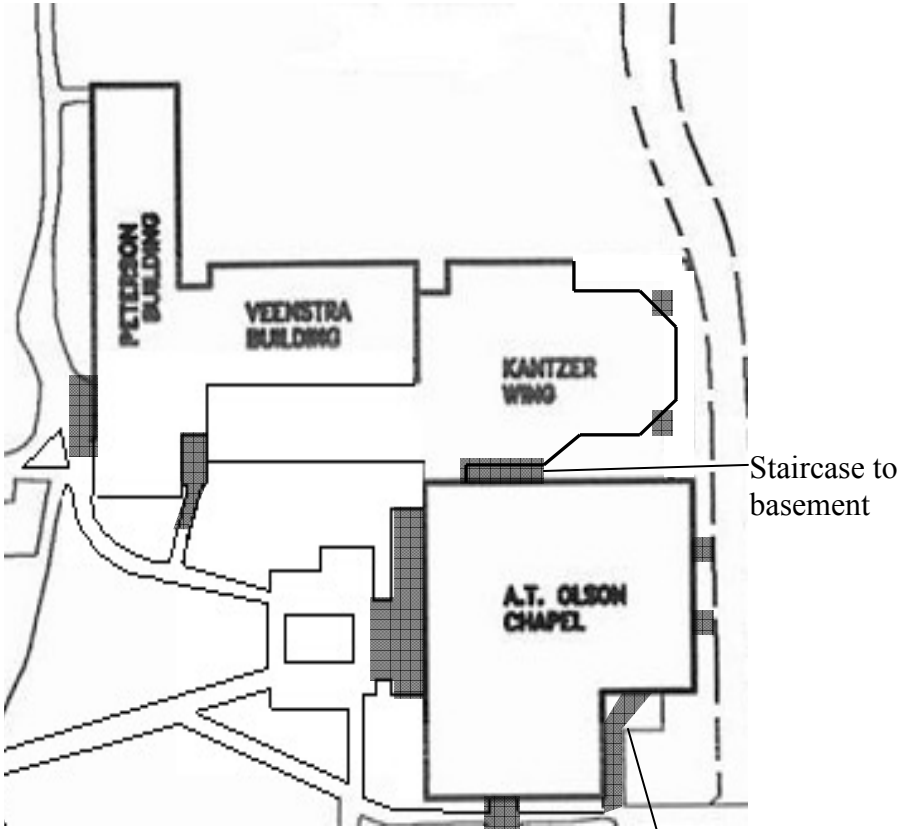 PETERSON
BUILDING
VEENSTRA
BUILDING
KANTZER
WING
Staircase to
basement
A.T. OLSON
CHAPEL